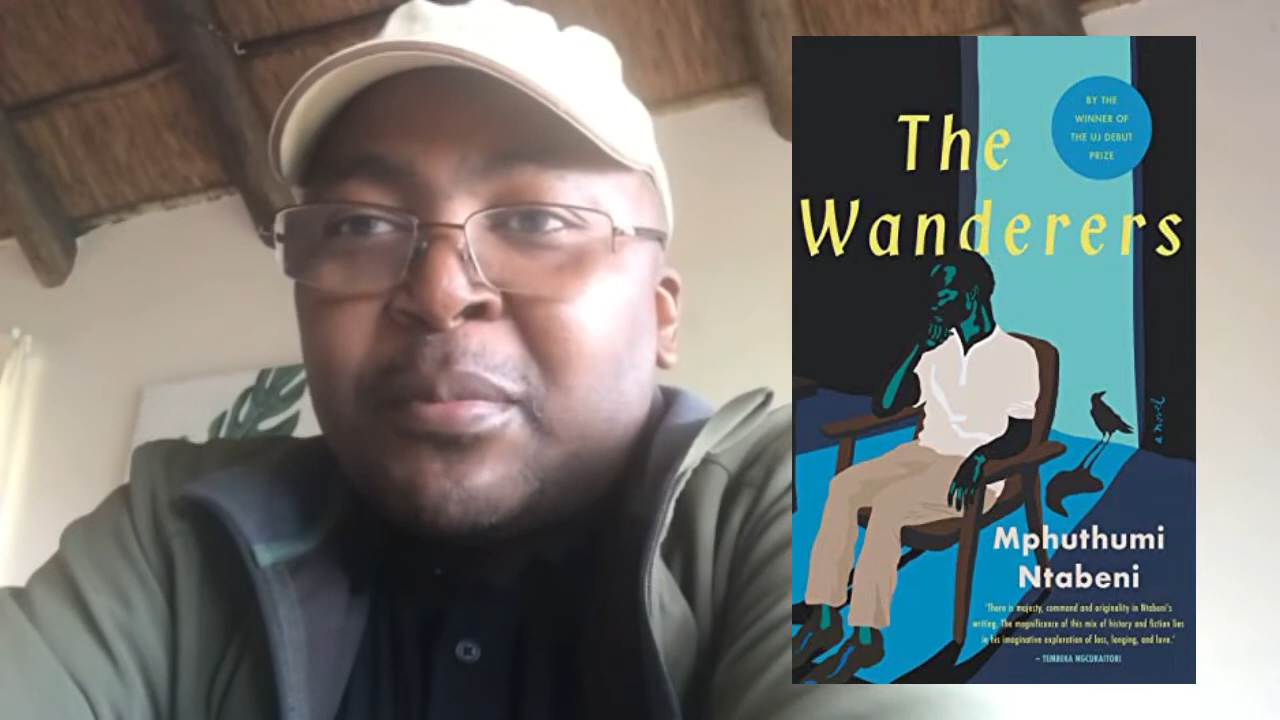 BY THE
WINNER OF
THE UJ DEBUT
PRIZE
The
Wanderers
a novel
Mphuthumi
Ntabeni
'There is majesty, command and originality in Ntabeni's
writing. The magnificence of this mix of history and fiction lies
in his imaginative exploration of loss, longing, and love.'
– TEMBEKA NGCUKAITOBI